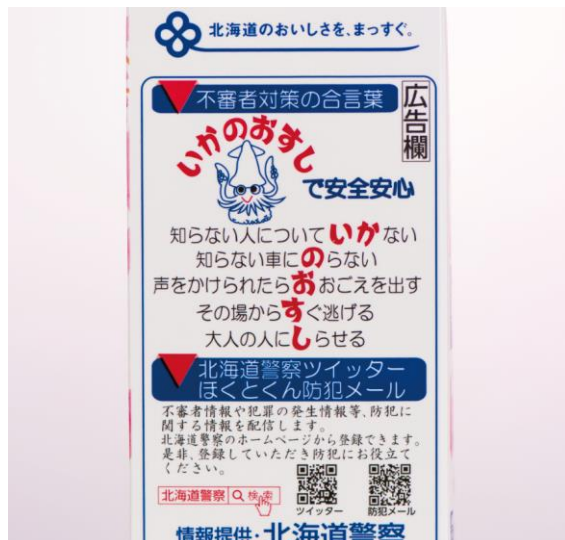 北海道のおいしさを、まっすぐ。
広告欄
不審者対策の合言葉
いかのおすし
で安全安心
知らない人についていかない
知らない車にのらない
声をかけられたらおおごえを出す
その場からすぐ逃げる
大人の人にしらせる
北海道警察ツイッター
ほくとくん防犯メール
不審者情報や犯罪の発生情報等、防犯に
関する情報を配信します。
北海道警察のホームページから登録できます。
是非、登録していただき防犯にお役立て
ください。
北海道警察 検索
ツイッター 防犯メール
情報提供・北海道警察